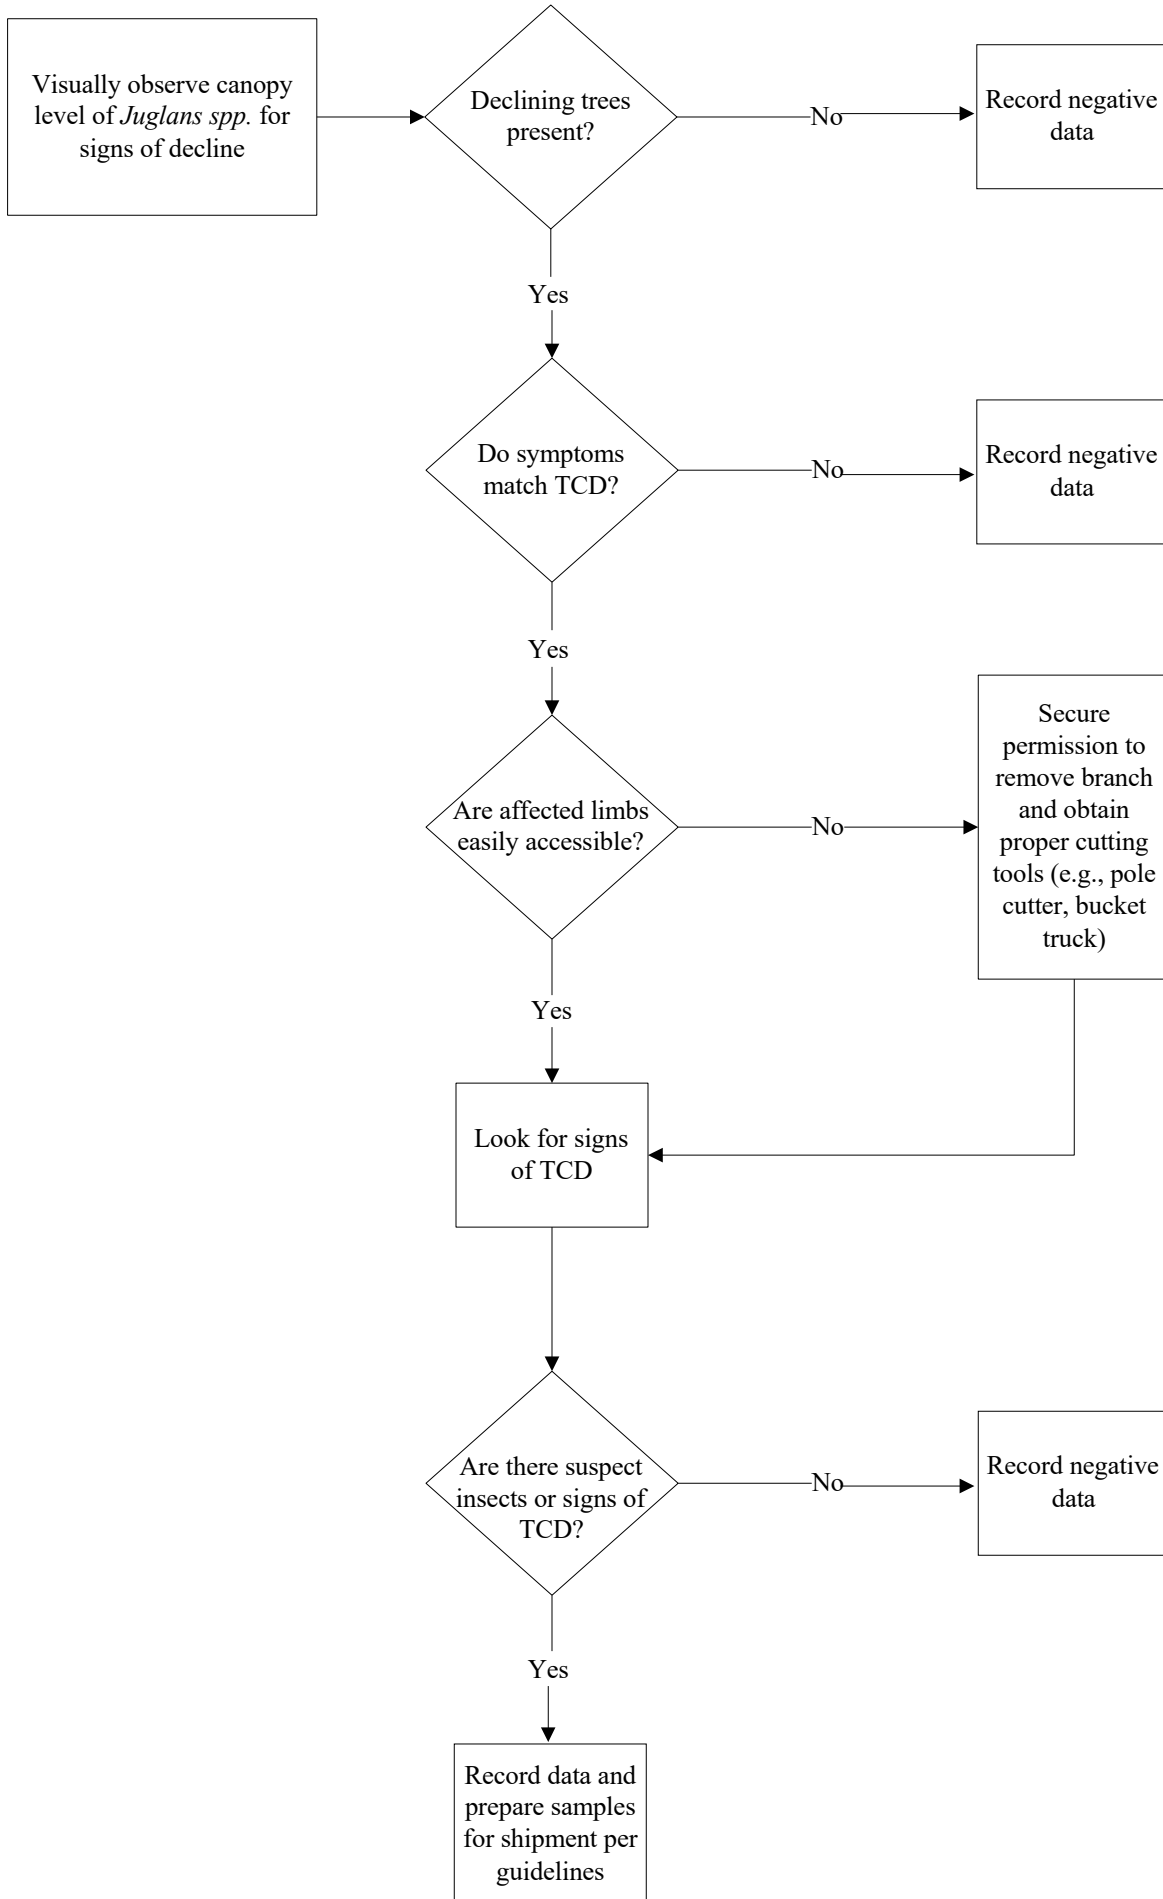 Visually observe canopy
level of Juglans spp. for
signs of decline
Declining trees
present?
No
Record negative
data
Yes
Do symptoms
match TCD?
No
Record negative
data
Yes
Are affected limbs
easily accessible?
No
Secure
permission to
remove branch
and obtain
proper cutting
tools (e.g., pole
cutter, bucket
truck)
Yes
Look for signs
of TCD
Are there suspect
insects or signs of
TCD?
No
Record negative
data
Yes
Record data and
prepare samples
for shipment per
guidelines